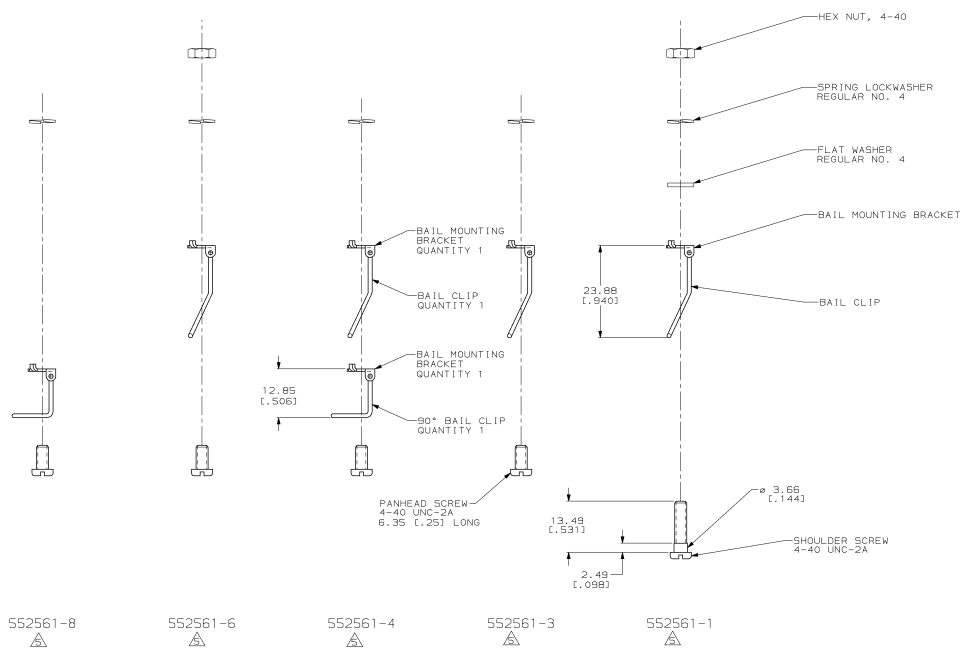 HEX NUT, 4-40
SPRING LOCKWASHER
REGULAR NO. 4
FLAT WASHER
REGULAR NO. 4
BAIL MOUNTING BRACKET
BAIL MOUNTING
BRACKET
QUANTITY 1
23.88
[.940]
BAIL CLIP
QUANTITY 1
BAIL CLIP
BAIL MOUNTING
BRACKET
QUANTITY 1
12.85
[.506]
90° BAIL CLIP
QUANTITY 1
PANHEAD SCREW
4-40 UNC-2A
6.35 [.25] LONG
ø 3.66
[.144]
13.49
[.531]
SHOULDER SCREW
4-40 UNC-2A
2.49
[.098]
552561-8
552561-6
552561-4
552561-3
552561-1
5
5
5
5
5